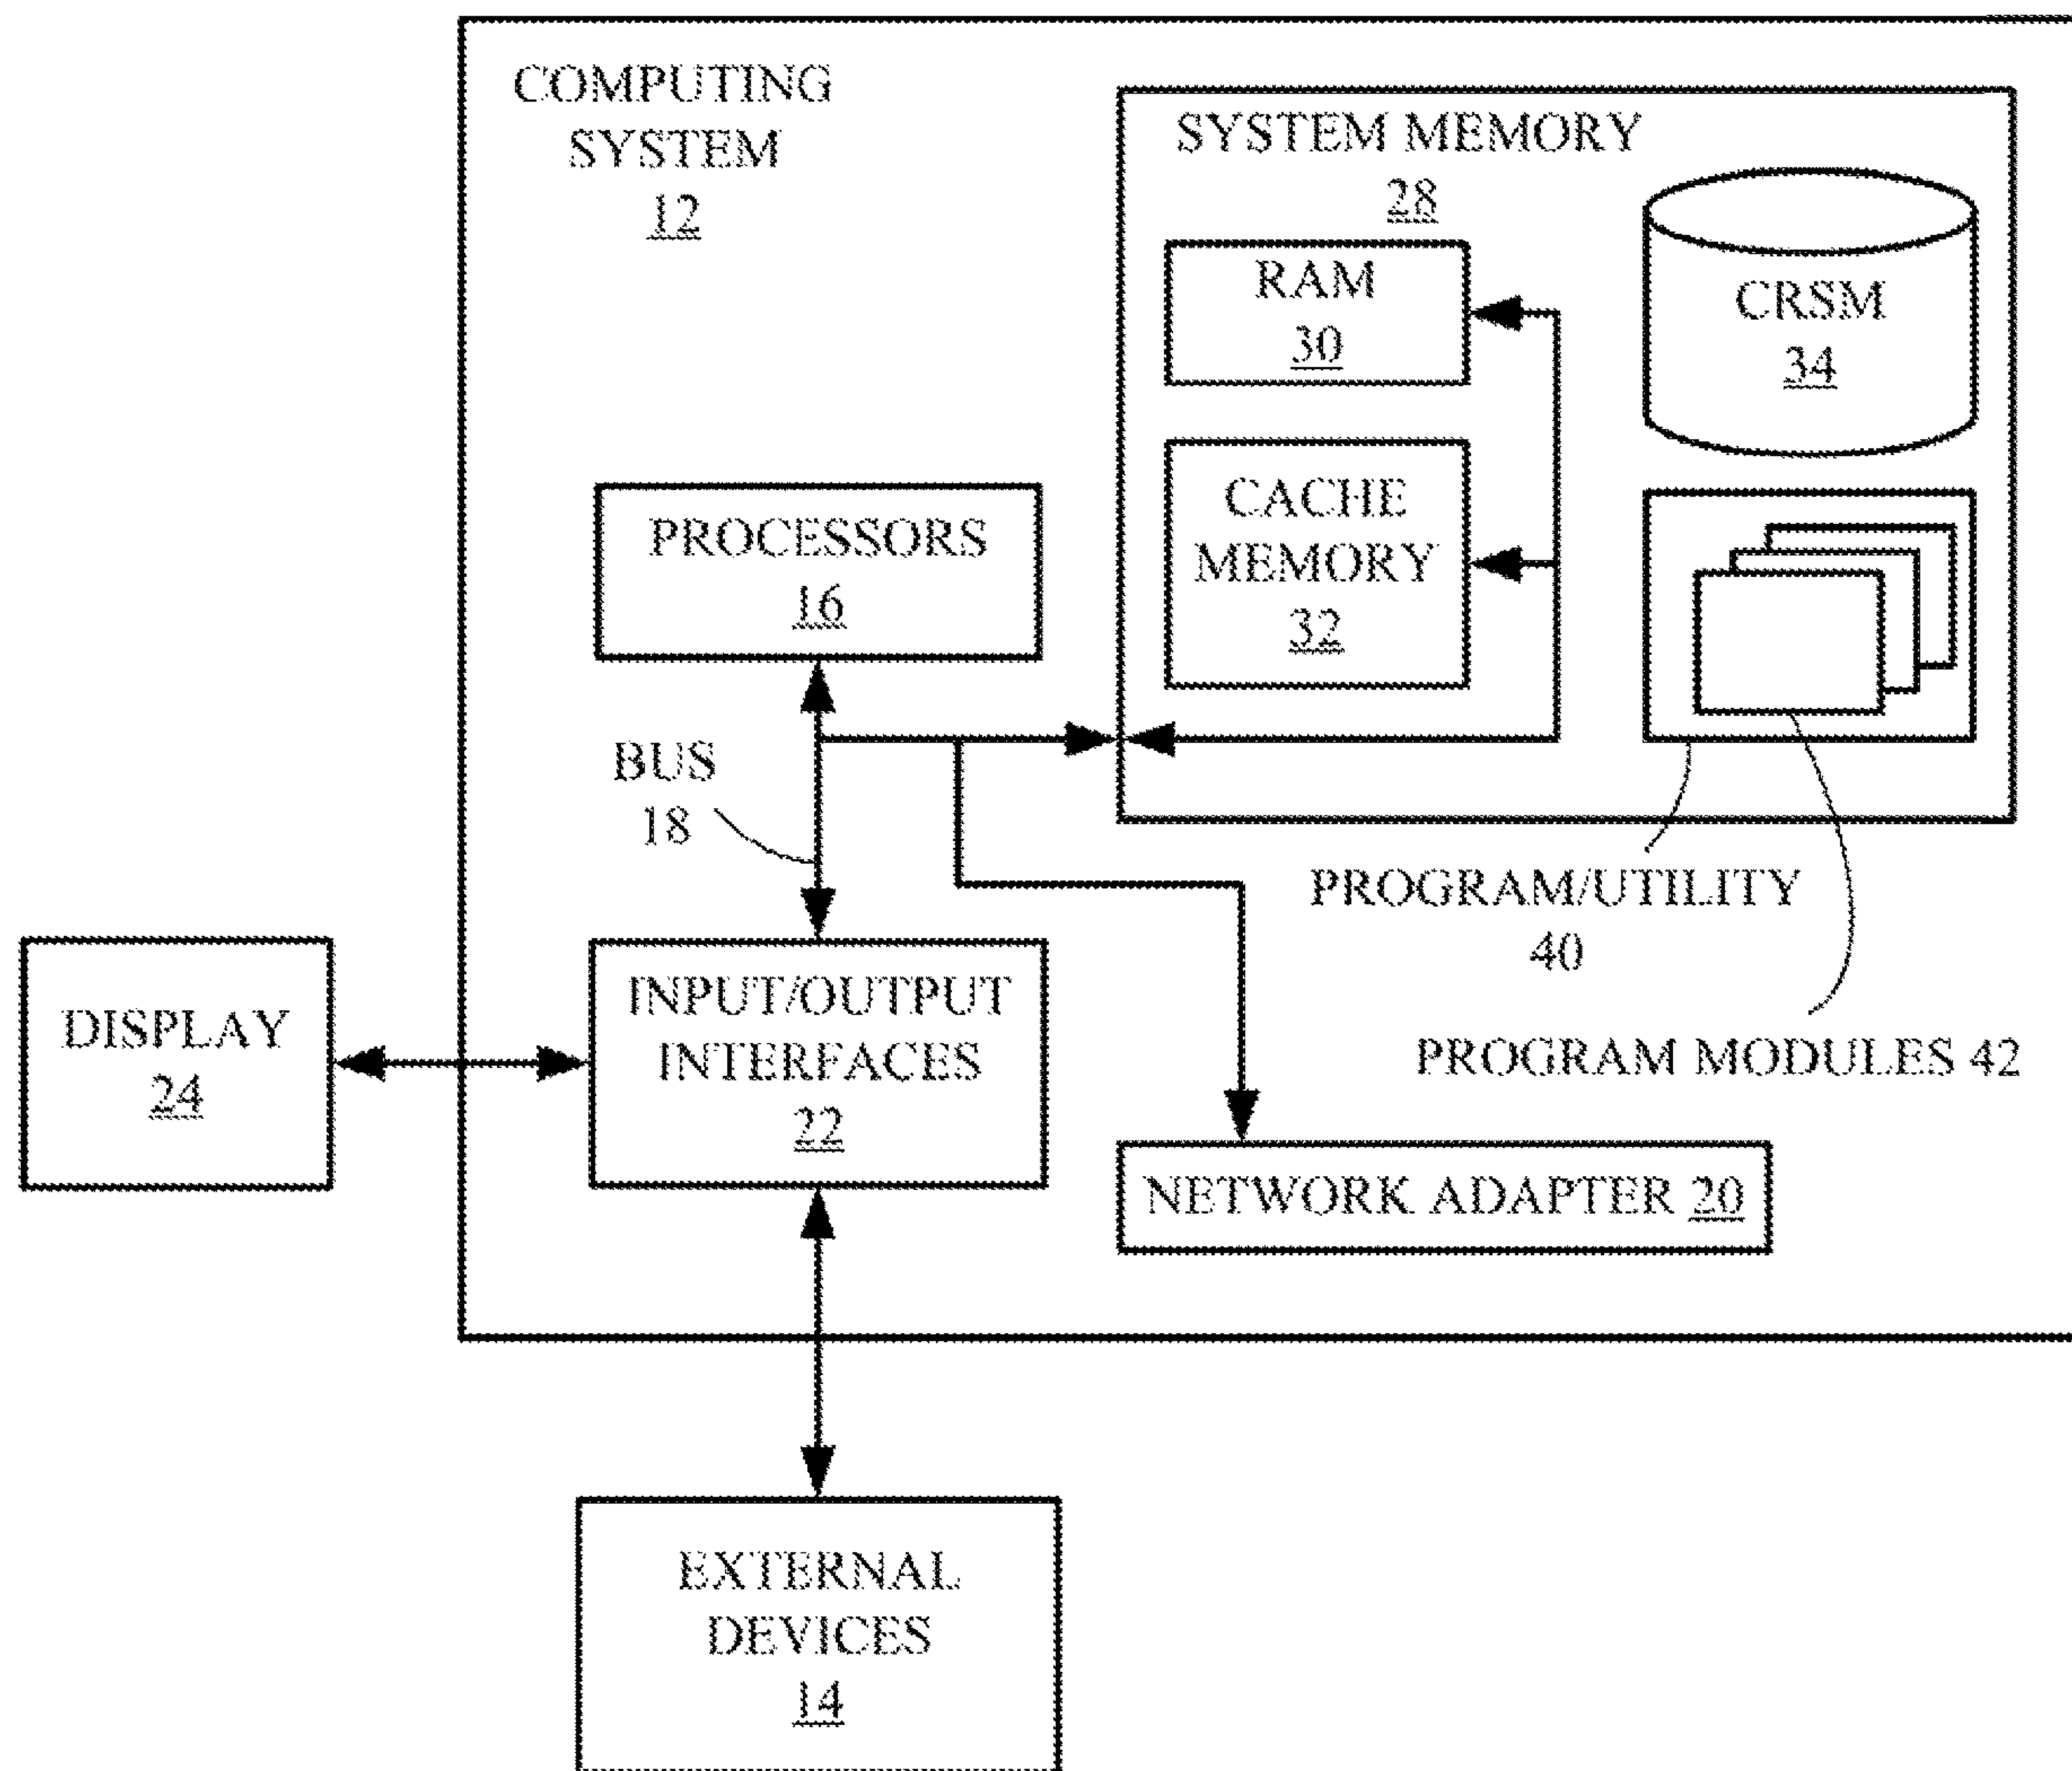 COMPUTING
SYSTEM
12
SYSTEM MEMORY
28
RAM
30
CRSM
34
CACHE
MEMORY
32
PROCESSORS
16
BUS
18
PROGRAM/UTILITY
40
PROGRAM MODULES 42
DISPLAY
24
INPUT/OUTPUT
INTERFACES
22
NETWORK ADAPTER 20
EXTERNAL
DEVICES
14